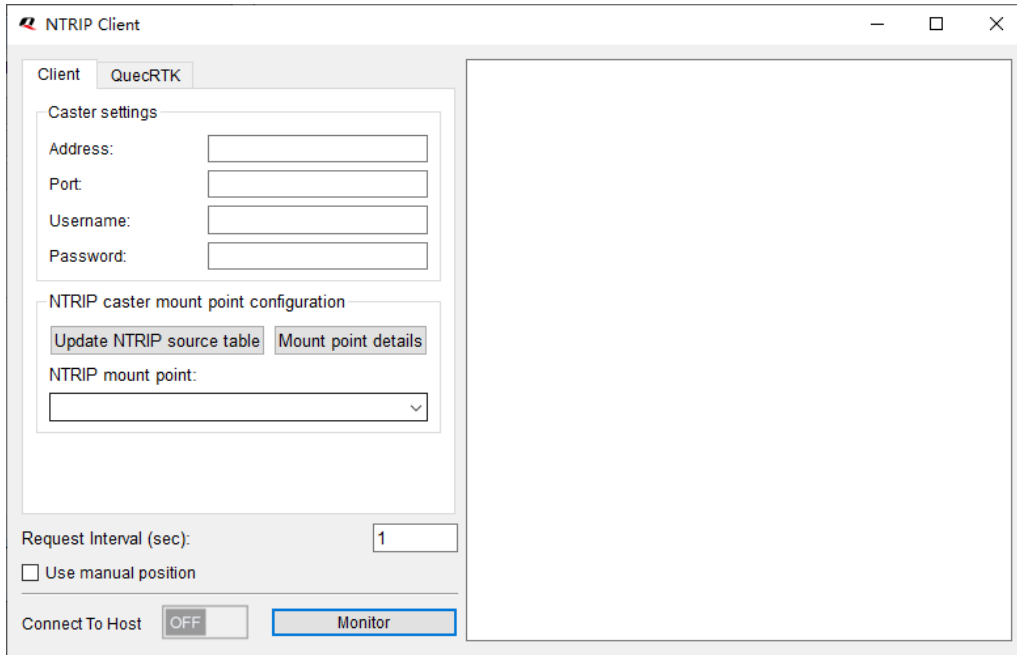 NTRIP Client
Client QuecRTK
Caster settings
Address:
Port:
Username:
Password:
NTRIP caster mount point configuration
Update NTRIP source table Mount point details
NTRIP mount point:
Request Interval (sec): 1
Use manual position
Connect To Host OFF Monitor